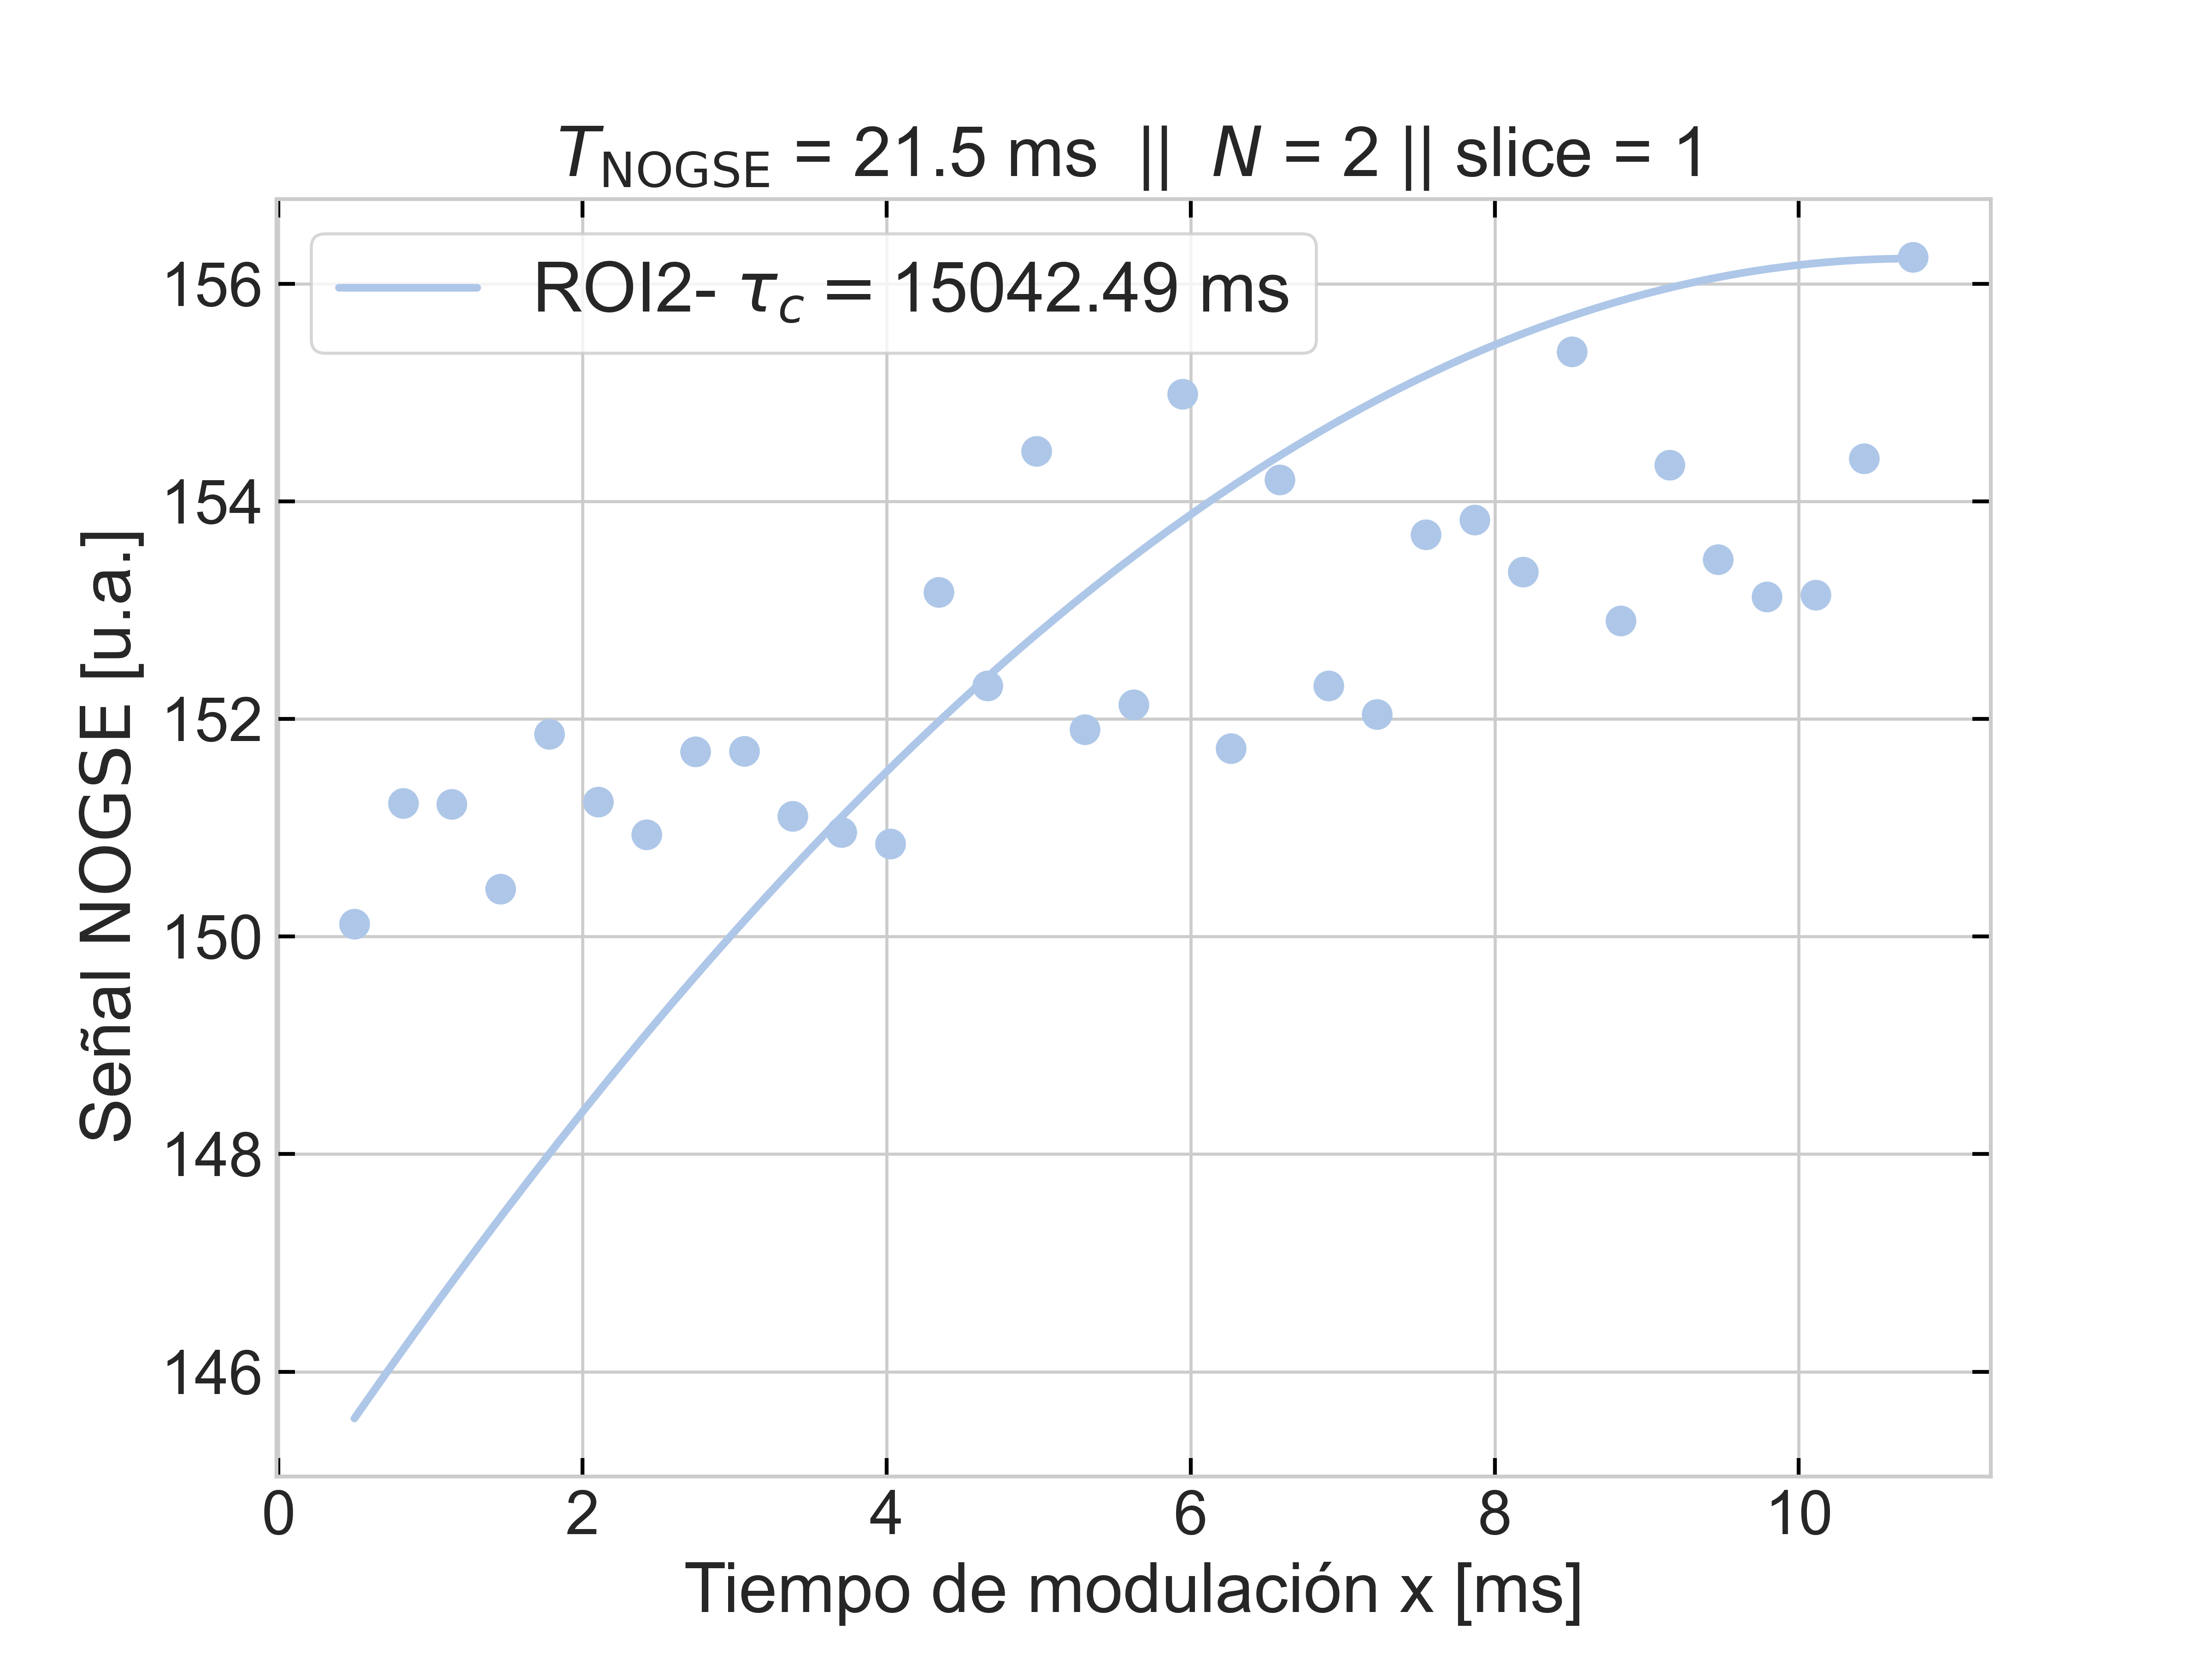 T_NOGSE = 21.5 ms || N = 2 || slice = 1
ROI2- τ_c = 15042.49 ms
156
154
152
150
148
146
Señal NOGSE [u.a.]
0 2 4 6 8 10
Tiempo de modulación x [ms]